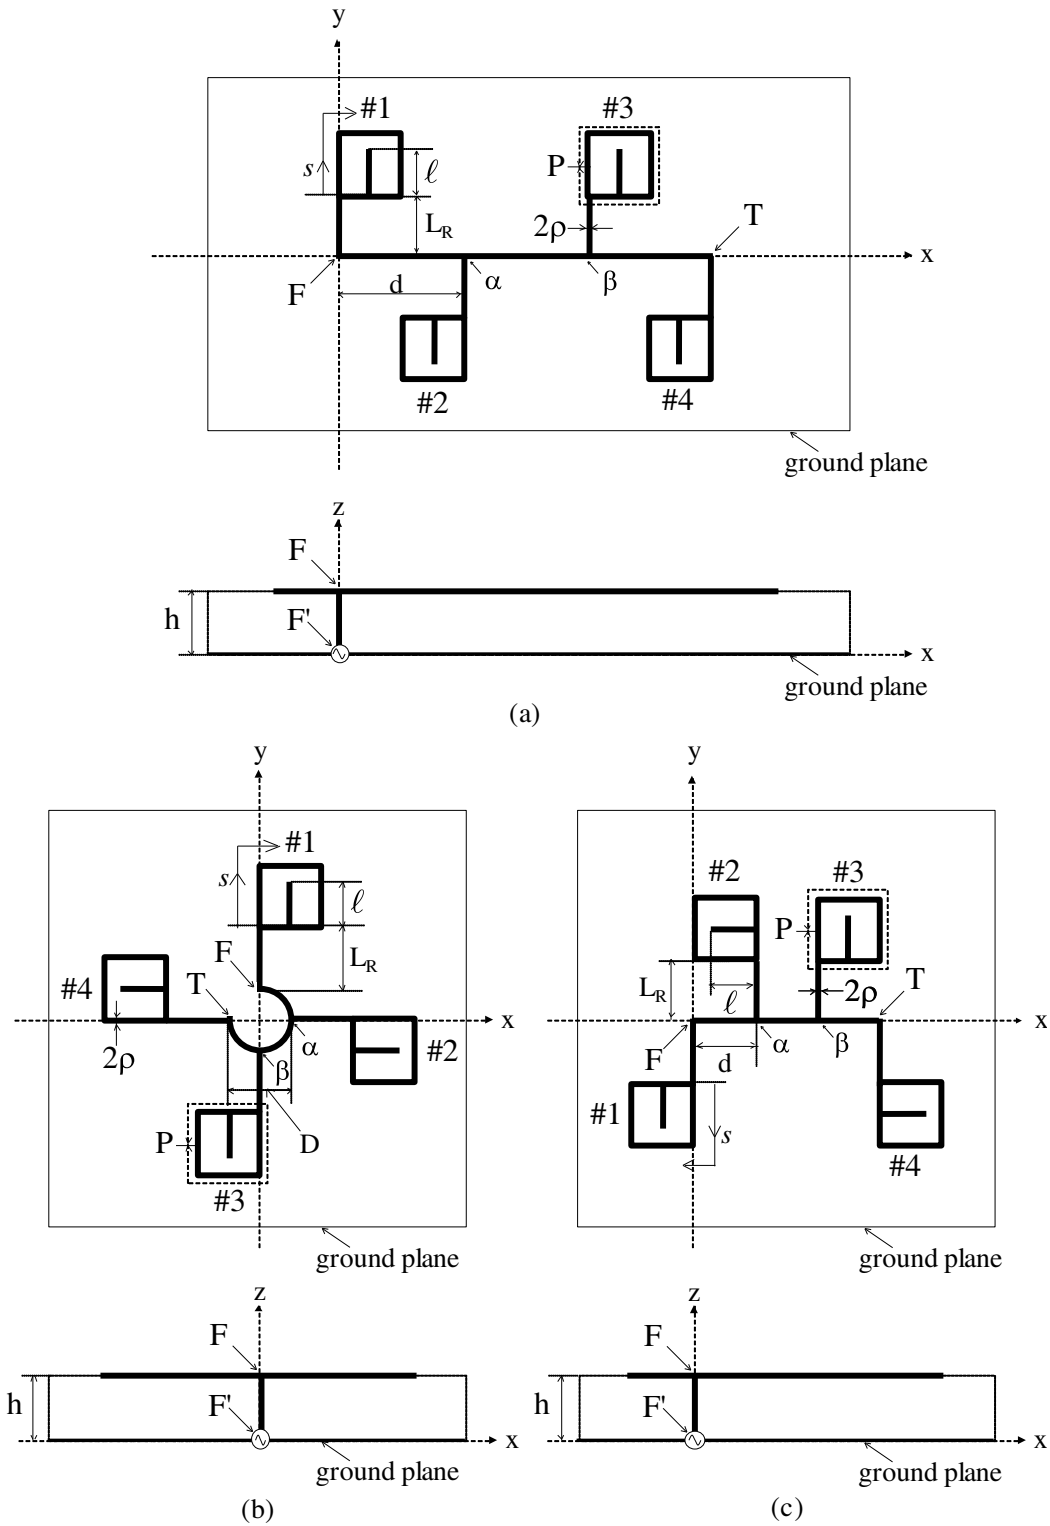 y
#1
#3
s
ℓ
P
L_R
2ρ
T
x
F
d
α
β
#2
#4
ground plane
z
F
h
F'
x
ground plane
(a)
y
#1
s
ℓ
F
L_R
T
#4
x
2ρ
α
#2
β
P
D
#3
ground plane
z
F
h
F'
x
ground plane
(b)
y
#2
#3
P
L_R
ℓ
2ρ
T
x
F
d
α
β
#1
s
#4
ground plane
z
F
h
F'
x
ground plane
(c)